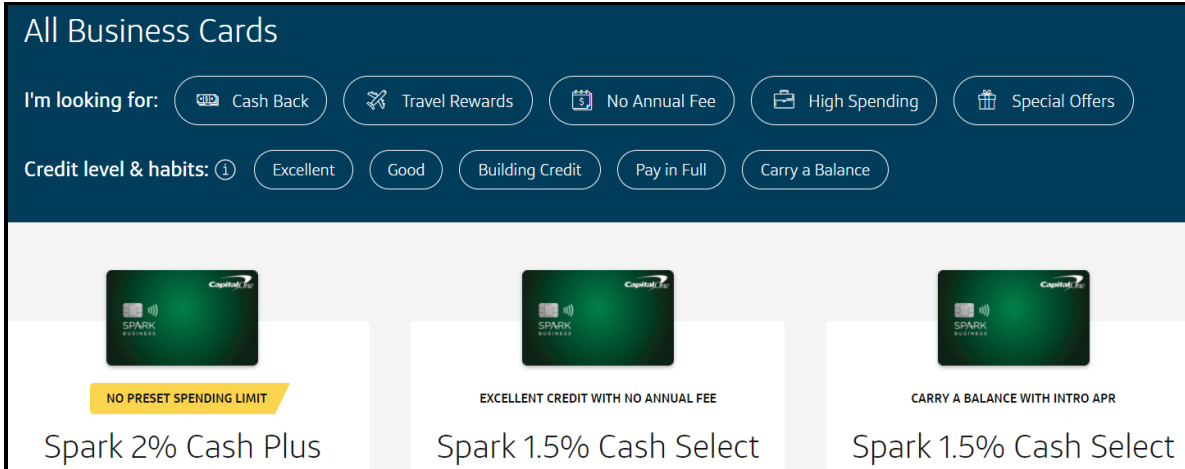 All Business Cards
I'm looking for: Cash Back Travel Rewards No Annual Fee High Spending Special Offers
Credit level & habits: i Excellent Good Building Credit Pay in Full Carry a Balance
Capital One Capital One Capital One
SPARK SPARK SPARK
BUSINESS BUSINESS BUSINESS
NO PRESET SPENDING LIMIT EXCELLENT CREDIT WITH NO ANNUAL FEE CARRY A BALANCE WITH INTRO APR
Spark 2% Cash Plus Spark 1.5% Cash Select Spark 1.5% Cash Select